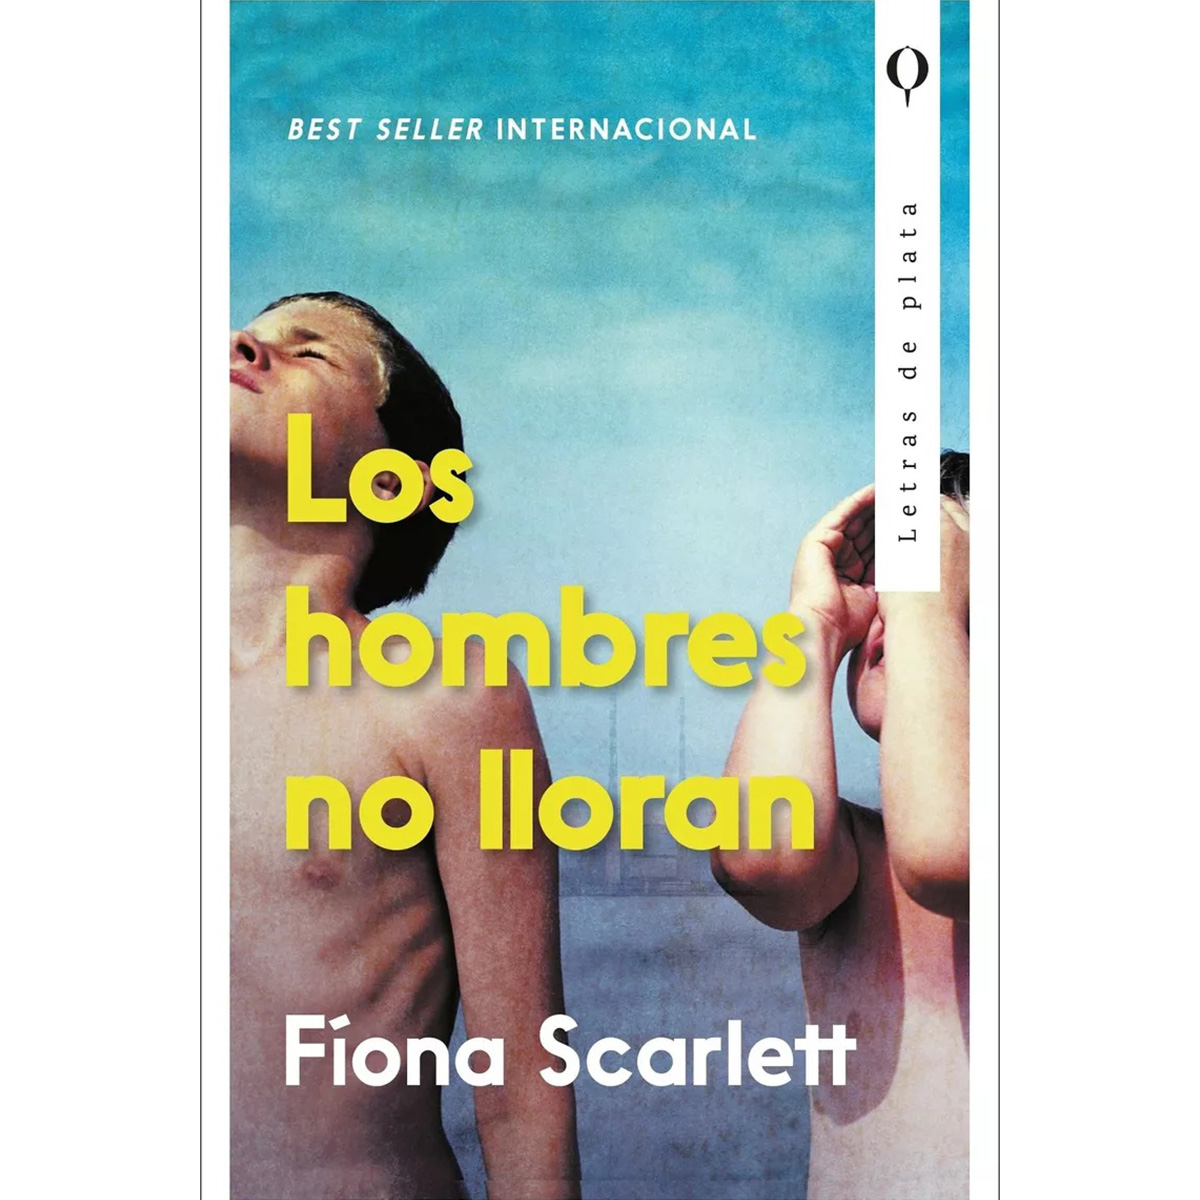 BEST SELLER INTERNACIONAL
Letras de plata
Los
hombres
no lloran
Fíona Scarlett